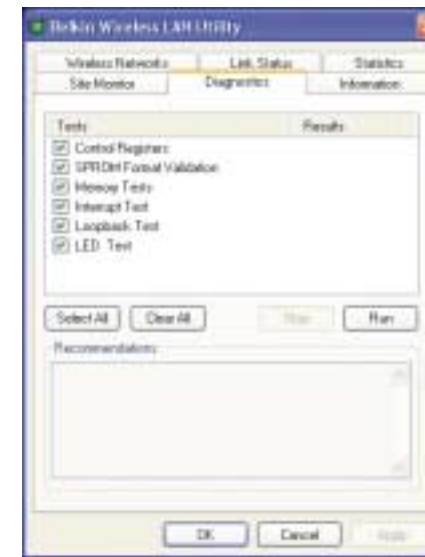 Belkin Wireless LAN Utility
Wireless Networks Link Status Statistics
Site Monitor Diagnostics Information
Tests Results
Control Registers
SPROM Format Validation
Memory Tests
Interrupt Test
Loopback Test
LED Test
Select All Clear All Stop Run
Recommendations
OK Cancel Apply